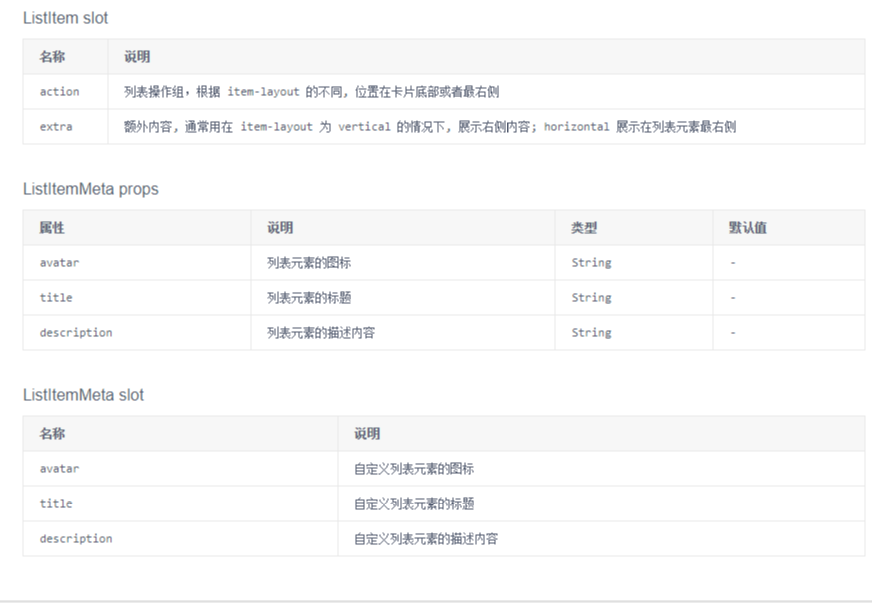 ListItem slot
名称 说明
action 列表操作组，根据 item-layout 的不同，位置在卡片底部或者最右侧
extra 额外内容，通常用在 item-layout 为 vertical 的情况下，展示右侧内容；horizontal 展示在列表元素最右侧
ListItemMeta props
属性 说明 类型 默认值
avatar 列表元素的图标 String -
title 列表元素的标题 String -
description 列表元素的描述内容 String -
ListItemMeta slot
名称 说明
avatar 自定义列表元素的图标
title 自定义列表元素的标题
description 自定义列表元素的描述内容